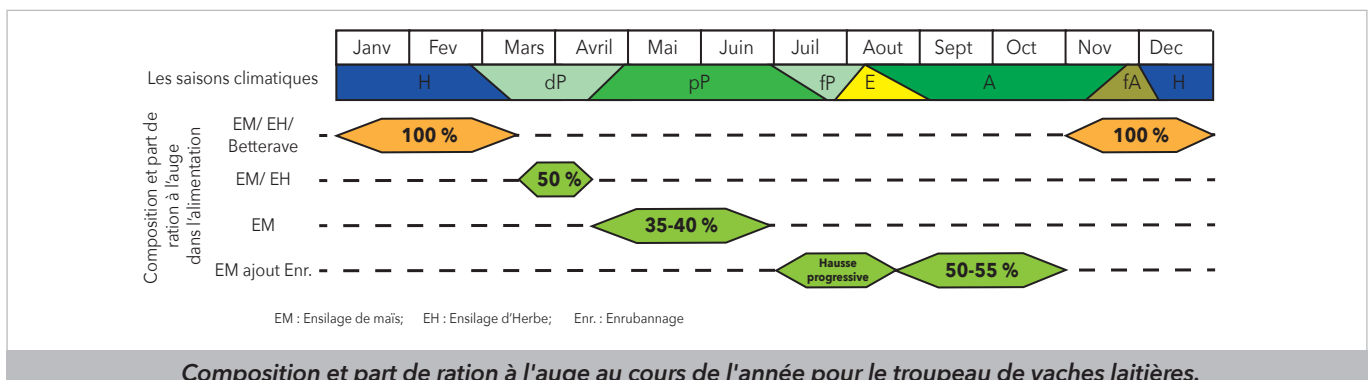 Janv Fev Mars Avril Mai Juin Juil Aout Sept Oct Nov Dec
Les saisons climatiques H dP pP fP E A fA H
Composition et part de
ration à l'auge
dans l'alimentation
EM/ EH/
Betterave
100 % 100 %
EM/ EH 50 %
EM 35-40 %
EM ajout Enr. Hausse
progressive
50-55 %
EM : Ensilage de maïs; EH : Ensilage d'Herbe; Enr. : Enrubannage
Composition et part de ration à l'auge au cours de l'année pour le troupeau de vaches laitières.